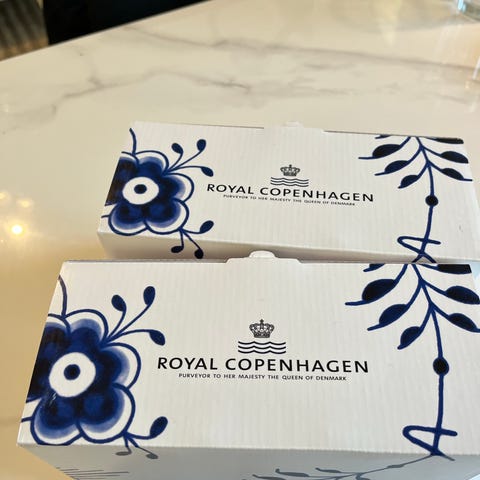 ROYAL COPENHAGEN
PURVEYOR TO HER MAJESTY THE QUEEN OF DENMARK
ROYAL COPENHAGEN
PURVEYOR TO HER MAJESTY THE QUEEN OF DENMARK